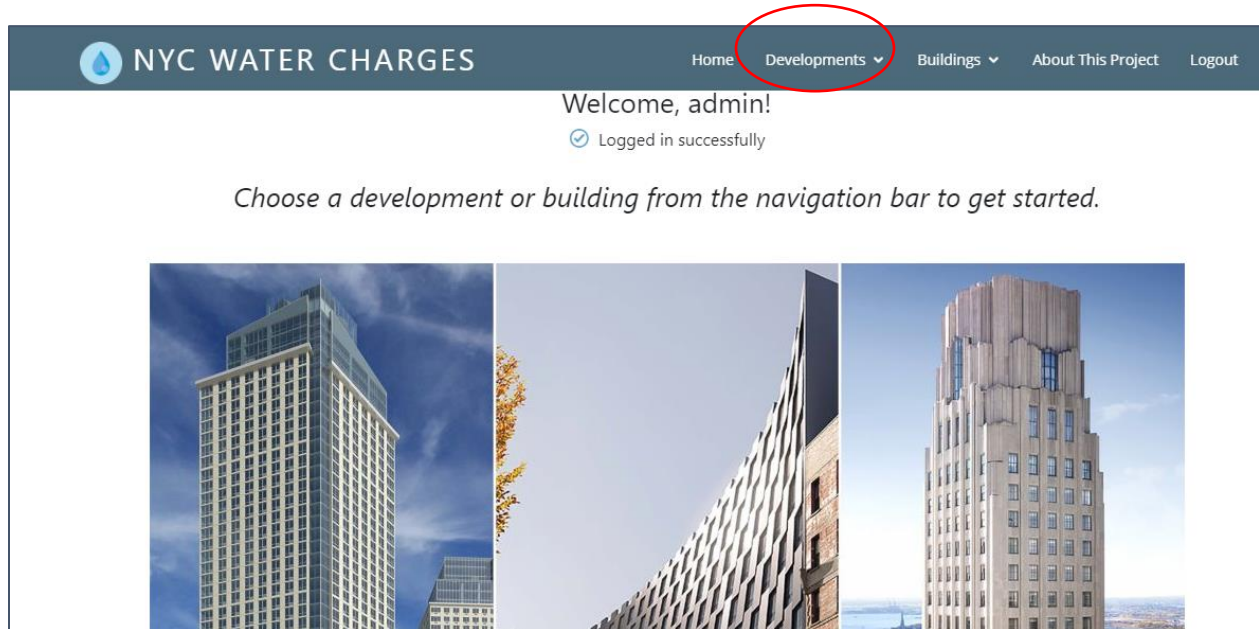 NYC WATER CHARGES
Home Developments Buildings About This Project Logout
Welcome, admin!
Logged in successfully
Choose a development or building from the navigation bar to get started.